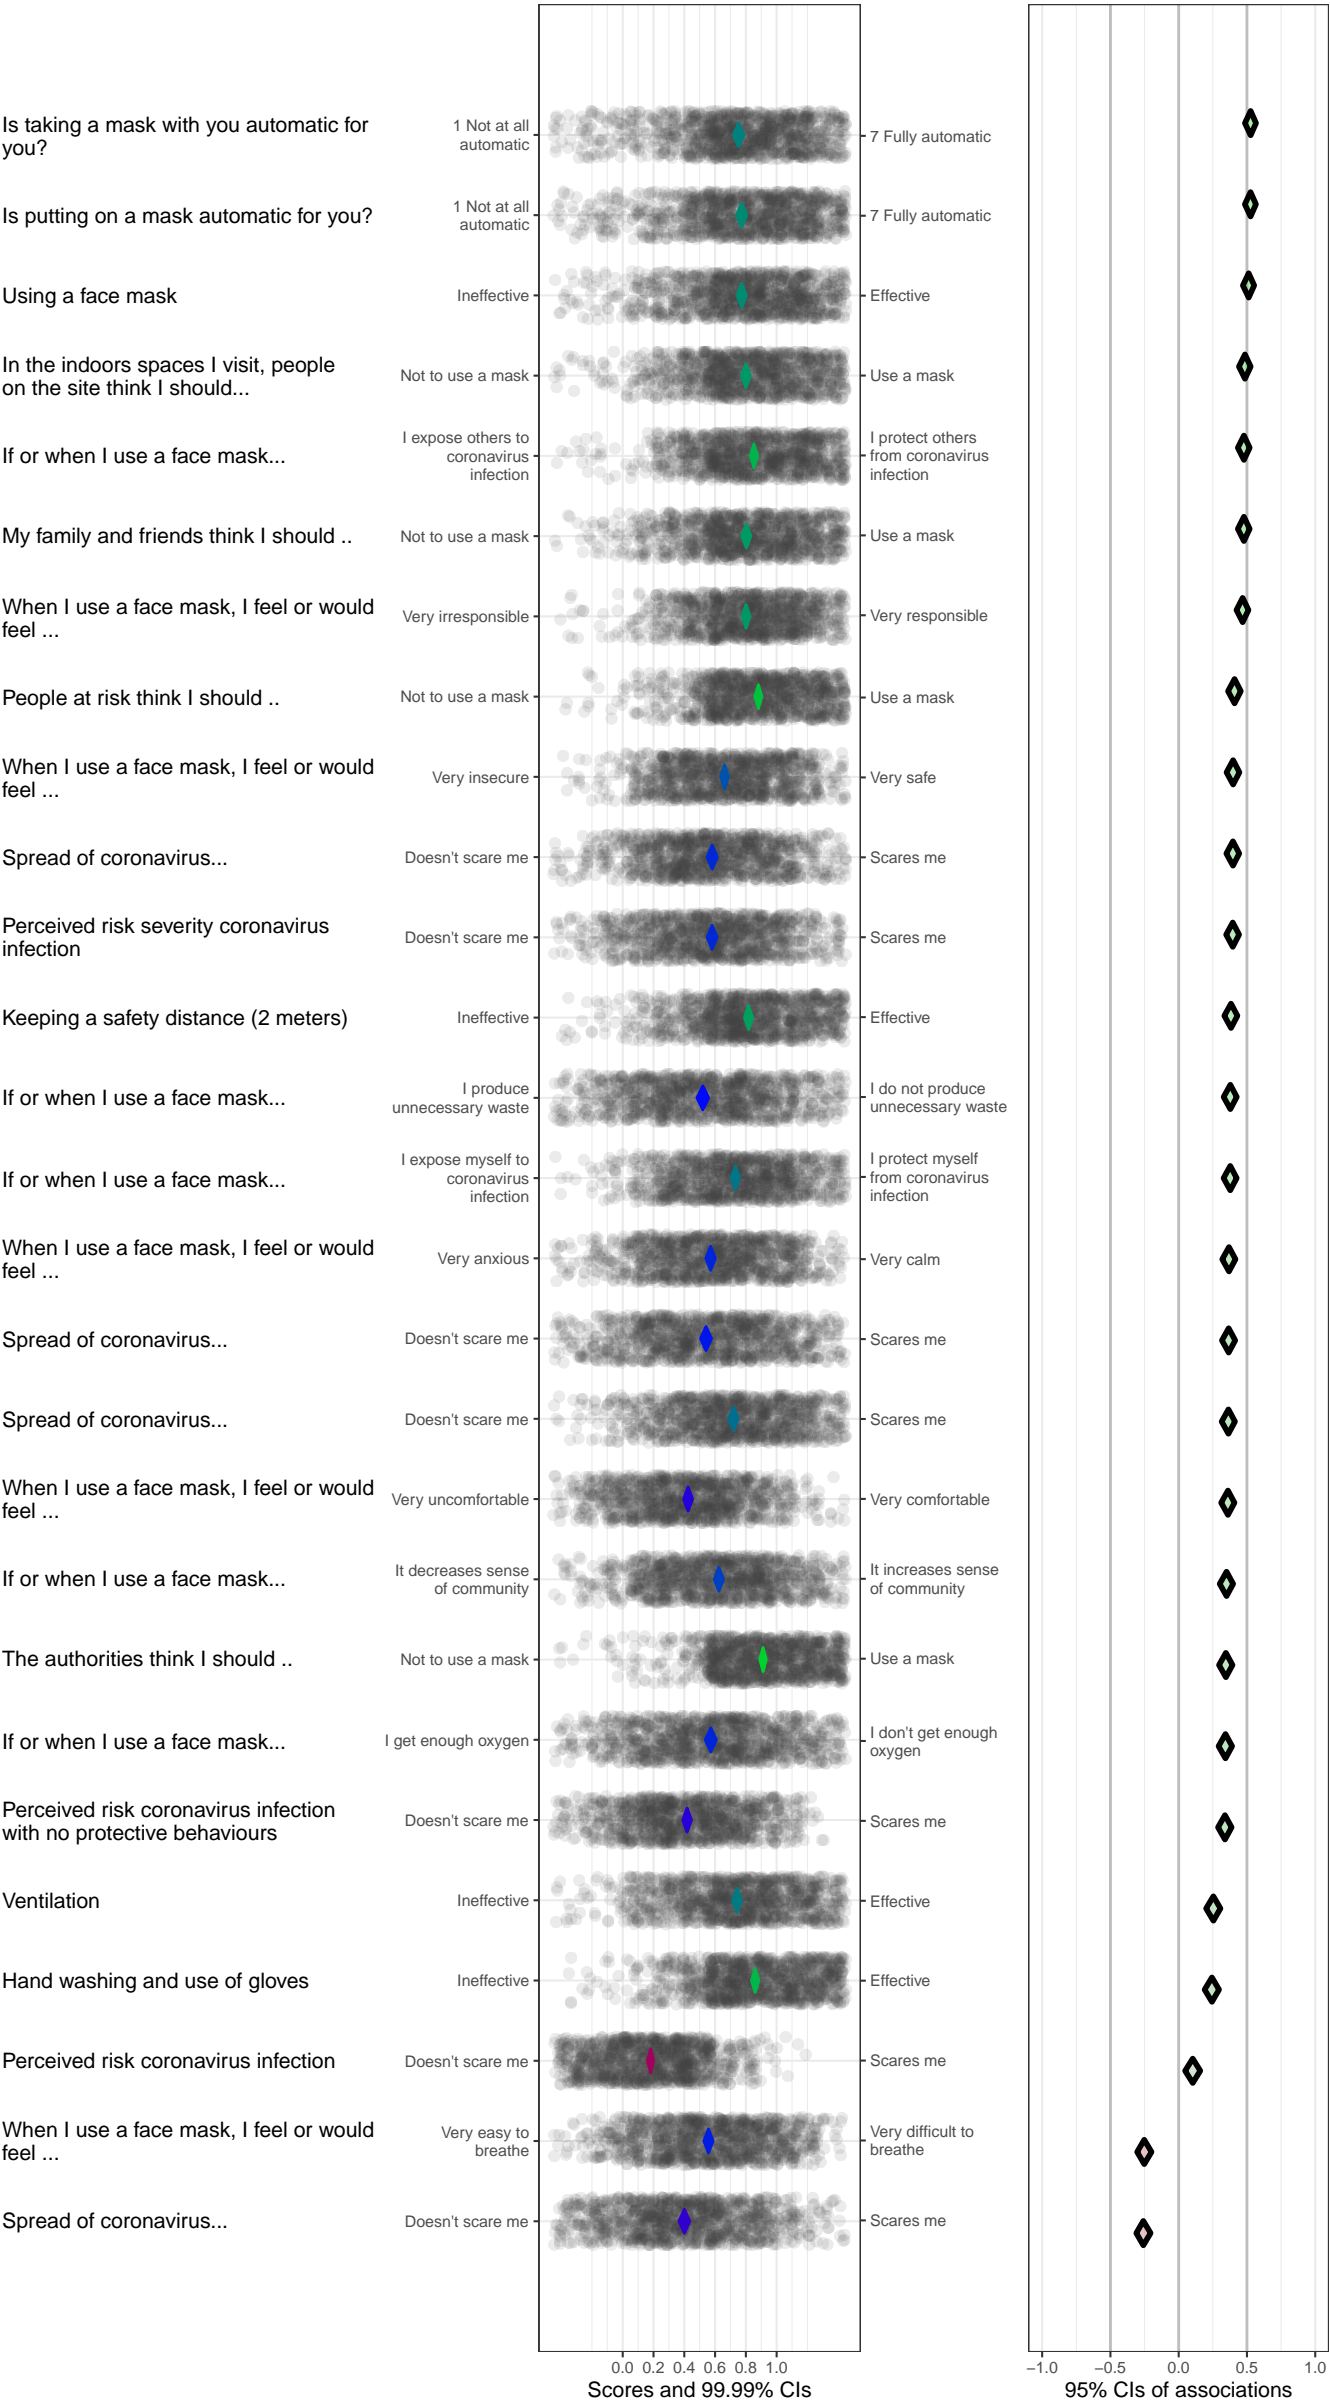 Is taking a mask with you automatic for
you?
1 Not at all
automatic
7 Fully automatic
Is putting on a mask automatic for you?
1 Not at all
automatic
7 Fully automatic
Using a face mask
Ineffective
Effective
In the indoors spaces I visit, people
on the site think I should...
Not to use a mask
Use a mask
If or when I use a face mask...
I expose others to
coronavirus
infection
I protect others
from coronavirus
infection
My family and friends think I should ..
Not to use a mask
Use a mask
When I use a face mask, I feel or would
feel ...
Very irresponsible
Very responsible
People at risk think I should ..
Not to use a mask
Use a mask
When I use a face mask, I feel or would
feel ...
Very insecure
Very safe
Spread of coronavirus...
Doesn't scare me
Scares me
Perceived risk severity coronavirus
infection
Doesn't scare me
Scares me
Keeping a safety distance (2 meters)
Ineffective
Effective
If or when I use a face mask...
I produce
unnecessary waste
I do not produce
unnecessary waste
If or when I use a face mask...
I expose myself to
coronavirus
infection
I protect myself
from coronavirus
infection
When I use a face mask, I feel or would
feel ...
Very anxious
Very calm
Spread of coronavirus...
Doesn't scare me
Scares me
Spread of coronavirus...
Doesn't scare me
Scares me
When I use a face mask, I feel or would
feel ...
Very uncomfortable
Very comfortable
If or when I use a face mask...
It decreases sense
of community
It increases sense
of community
The authorities think I should ..
Not to use a mask
Use a mask
If or when I use a face mask...
I get enough oxygen
I don't get enough
oxygen
Perceived risk coronavirus infection
with no protective behaviours
Doesn't scare me
Scares me
Ventilation
Ineffective
Effective
Hand washing and use of gloves
Ineffective
Effective
Perceived risk coronavirus infection
Doesn't scare me
Scares me
When I use a face mask, I feel or would
feel ...
Very easy to
breathe
Very difficult to
breathe
Spread of coronavirus...
Doesn't scare me
Scares me
0.0 0.2 0.4 0.6 0.8 1.0
Scores and 99.99% CIs
−1.0 −0.5 0.0 0.5 1.0
95% CIs of associations